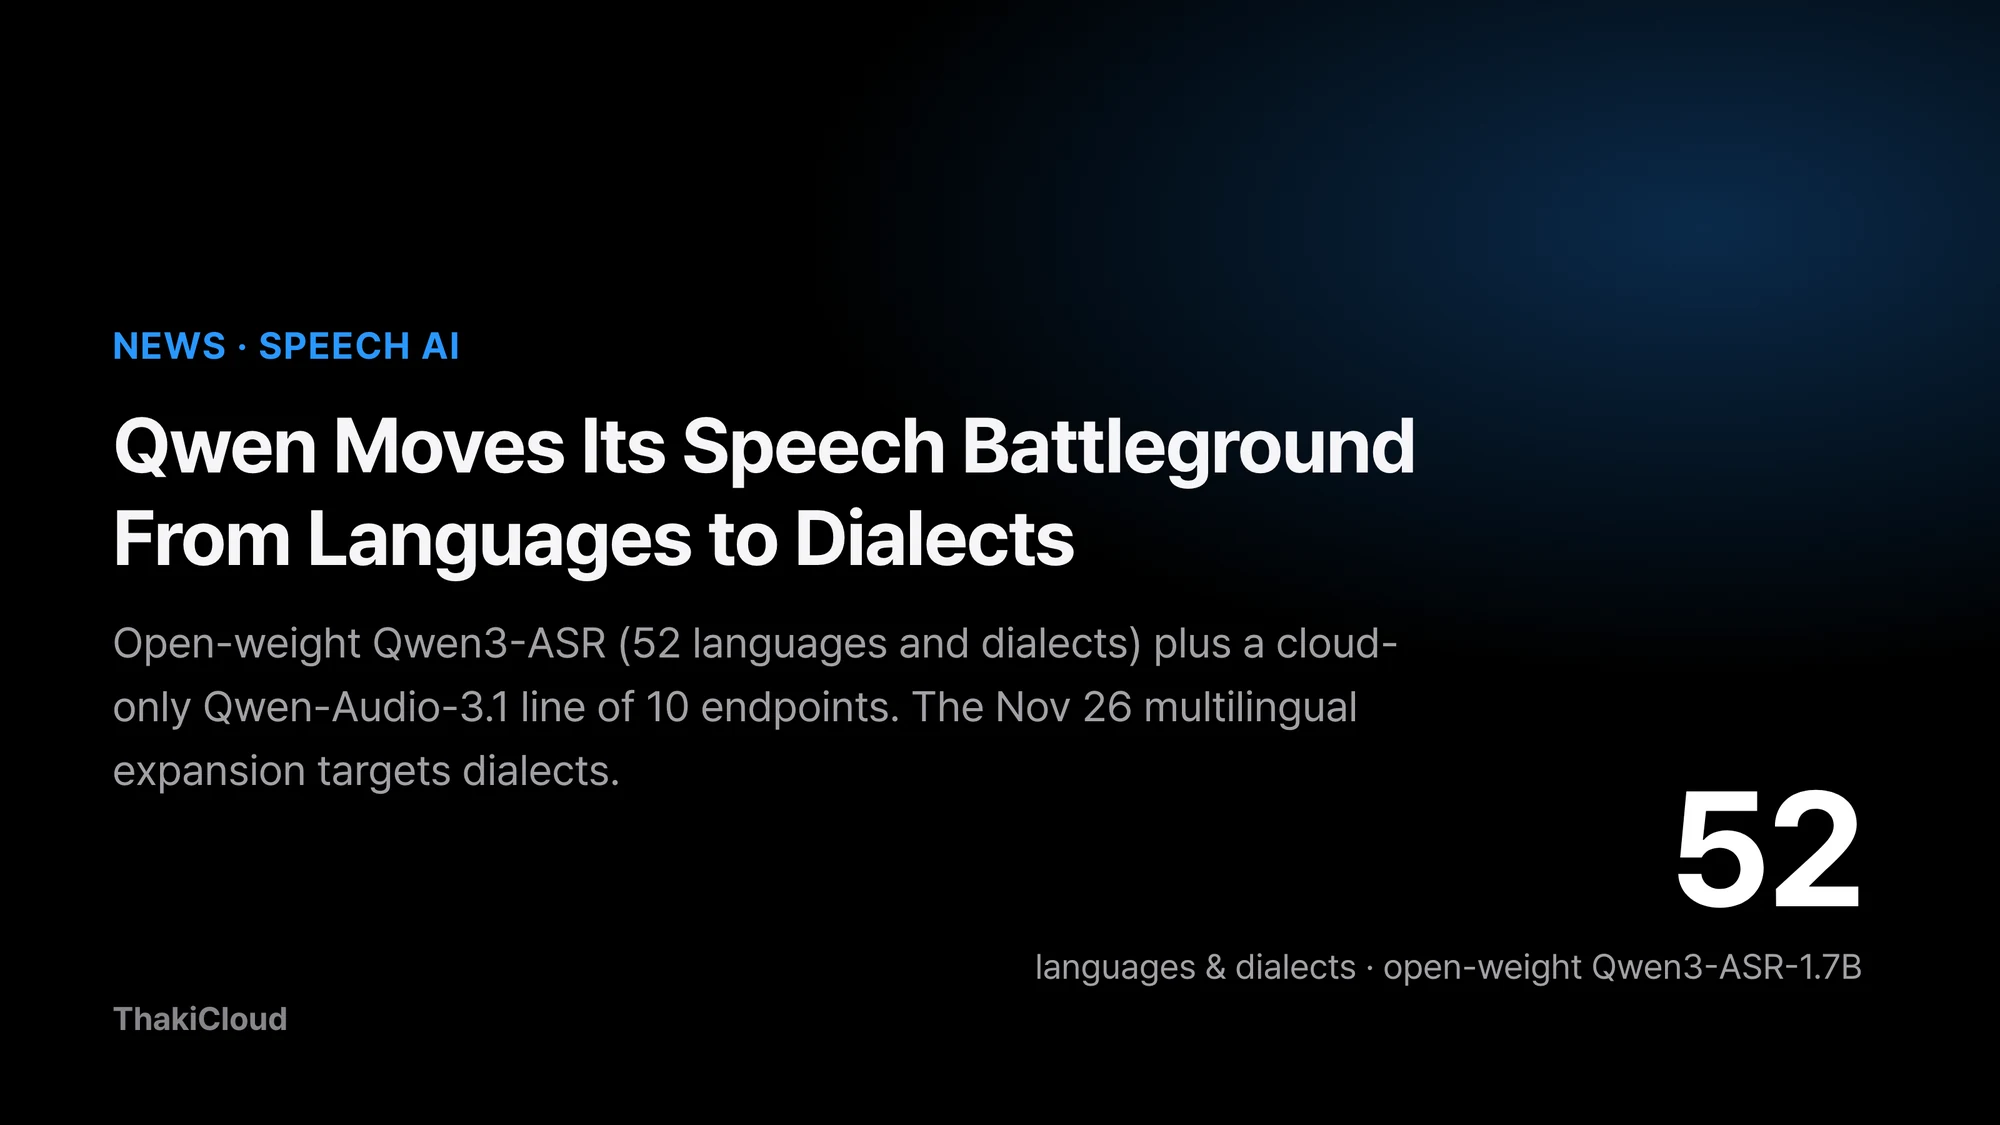 NEWS · SPEECH AI
Qwen Moves Its Speech Battleground
From Languages to Dialects
Open-weight Qwen3-ASR (52 languages and dialects) plus a cloud-
only Qwen-Audio-3.1 line of 10 endpoints. The Nov 26 multilingual
expansion targets dialects.
52
languages & dialects · open-weight Qwen3-ASR-1.7B
ThakiCloud